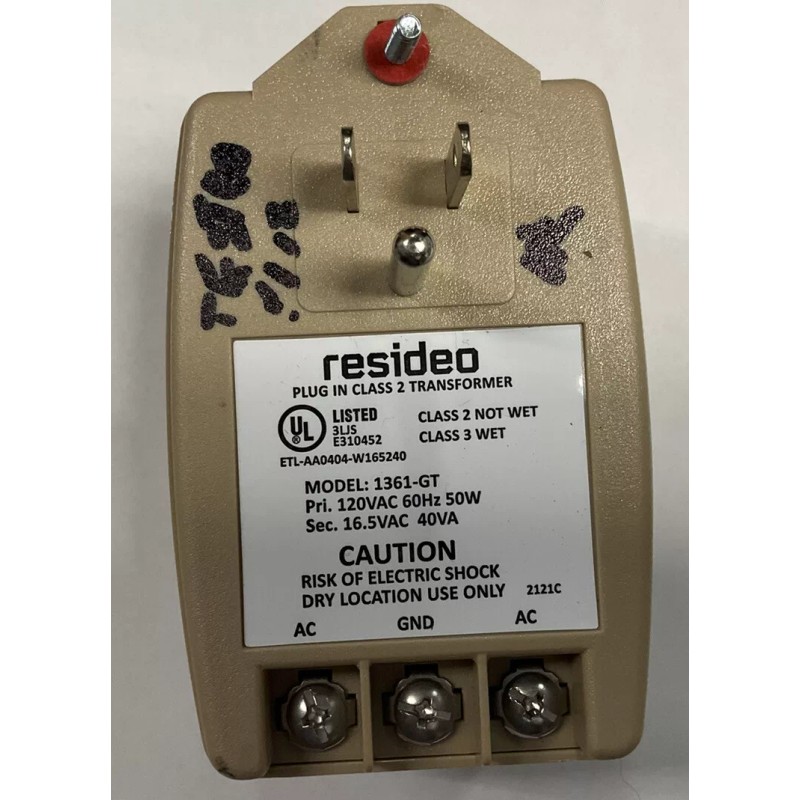 resideo
PLUG IN CLASS 2 TRANSFORMER
UL
LISTED
3LJS
E310452
CLASS 2 NOT WET
CLASS 3 WET
ETL-AA0404-W165240
MODEL: 1361-GT
Pri. 120VAC 60Hz 50W
Sec. 16.5VAC 40VA
CAUTION
RISK OF ELECTRIC SHOCK
DRY LOCATION USE ONLY
2121C
AC GND AC